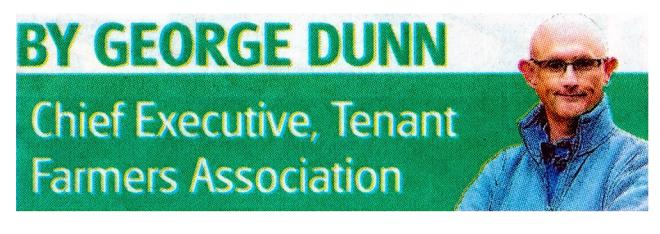 BY GEORGE DUNN
Chief Executive, Tenant
Farmers Association